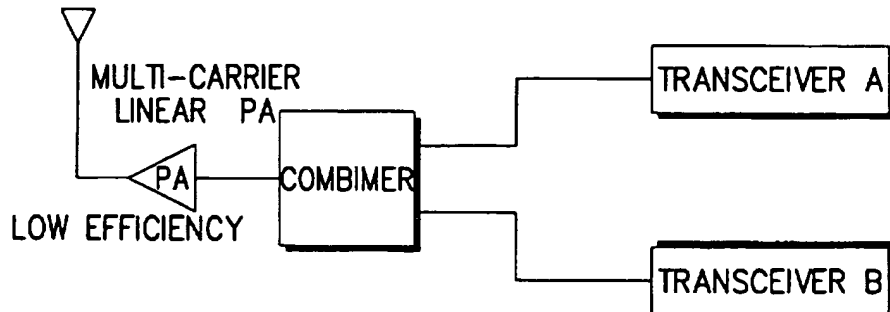 MULTI-CARRIER
LINEAR PA
TRANSCEIVER A
PA
COMBIMER
LOW EFFICIENCY
TRANSCEIVER B